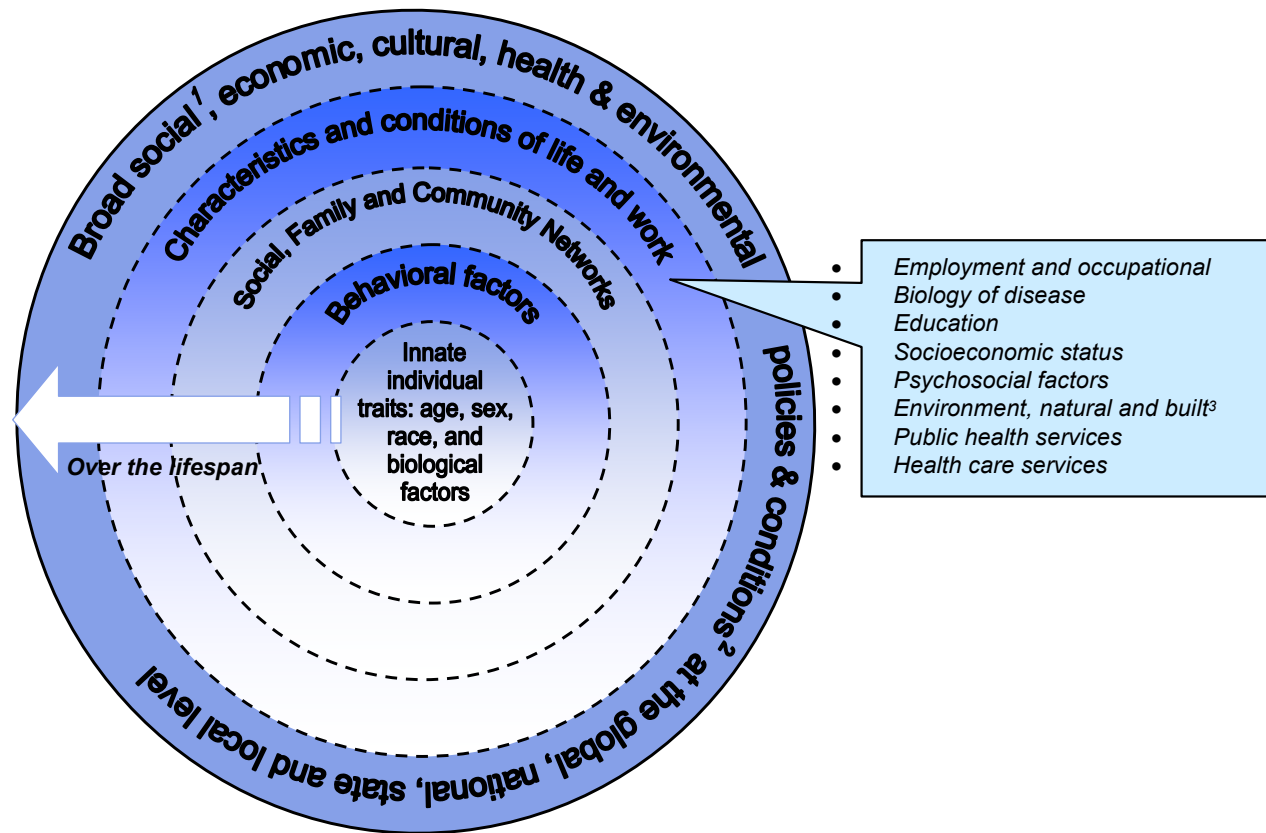 Broad social¹, economic, cultural, health & environmental
policies & conditions² at the global, national, state and local level
Characteristics and conditions of life and work
Social, Family and Community Networks
Behavioral factors
Innate
individual
traits: age, sex,
race, and
biological
factors
Over the lifespan
• Employment and occupational
• Biology of disease
• Education
• Socioeconomic status
• Psychosocial factors
• Environment, natural and built³
• Public health services
• Health care services